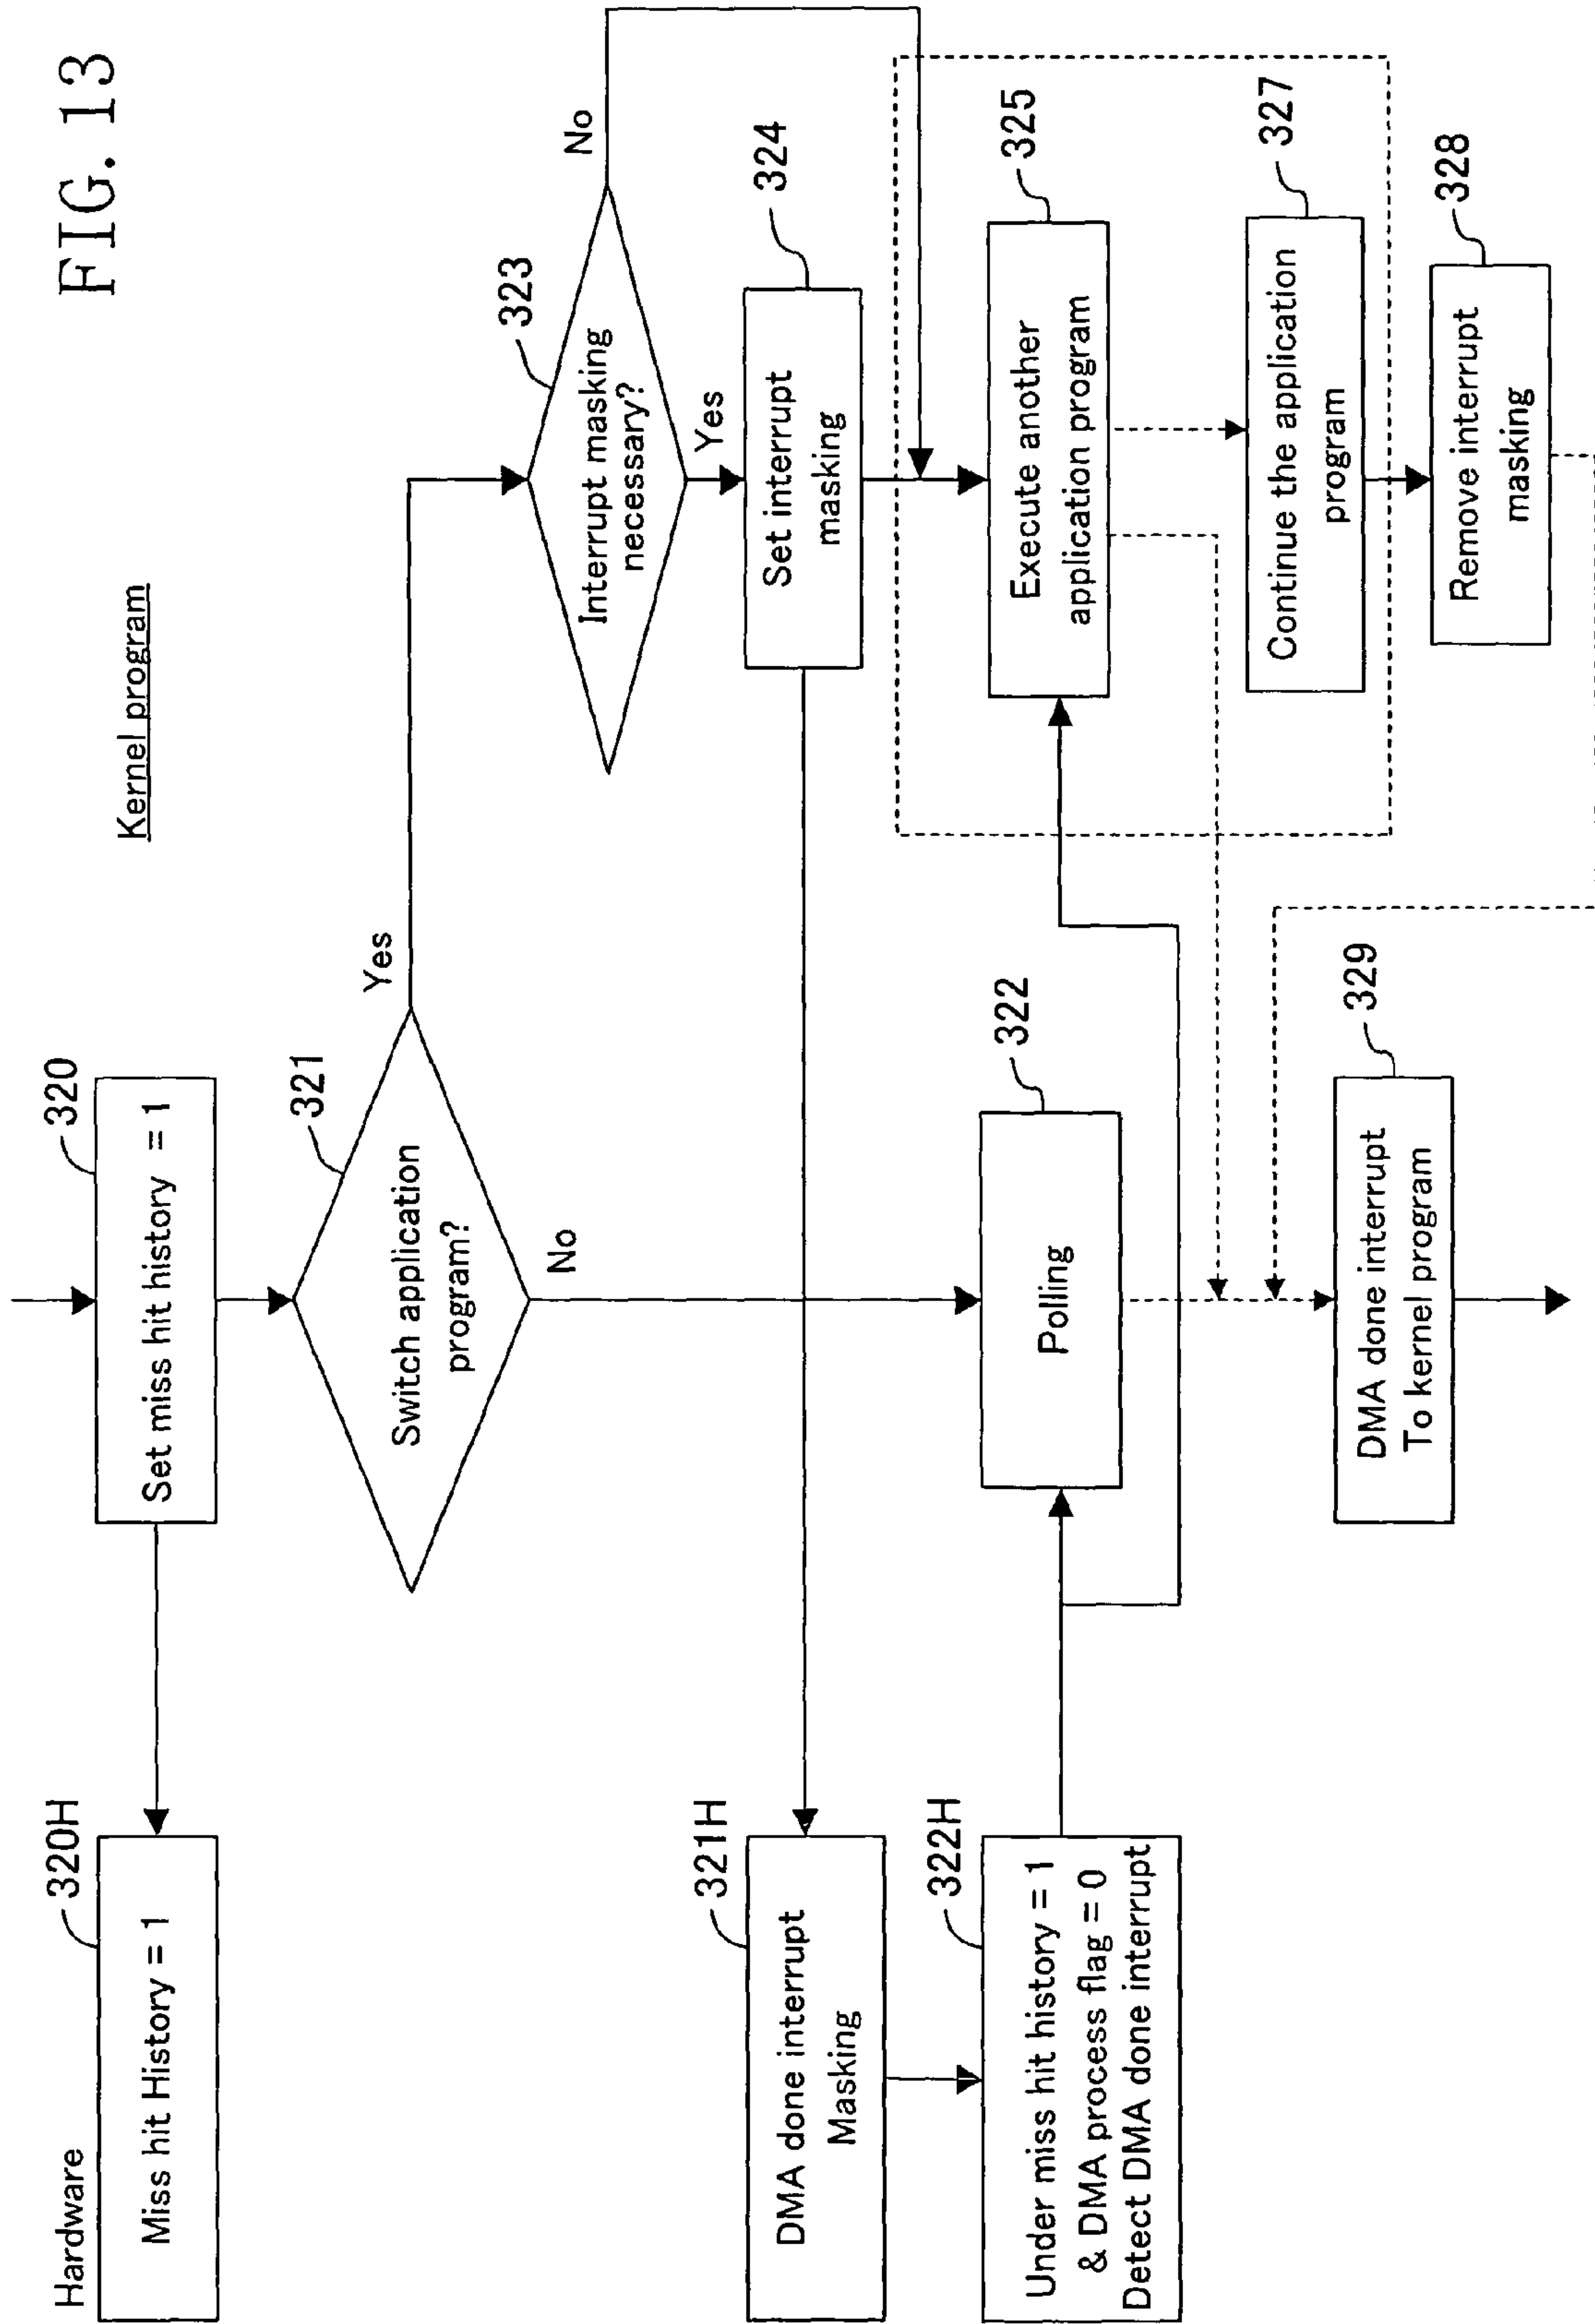 FIG. 13
Kernel program
Hardware
320H
Miss hit History = 1
320
Set miss hit history = 1
321
Switch application
program?
Yes
No
323
Interrupt masking
necessary?
No
Yes
324
Set interrupt
masking
321H
DMA done interrupt
Masking
322H
Under miss hit history = 1
& DMA process flag = 0
Detect DMA done interrupt
322
Polling
325
Execute another
application program
327
Continue the application
program
328
Remove interrupt
masking
329
DMA done interrupt
To kernel program